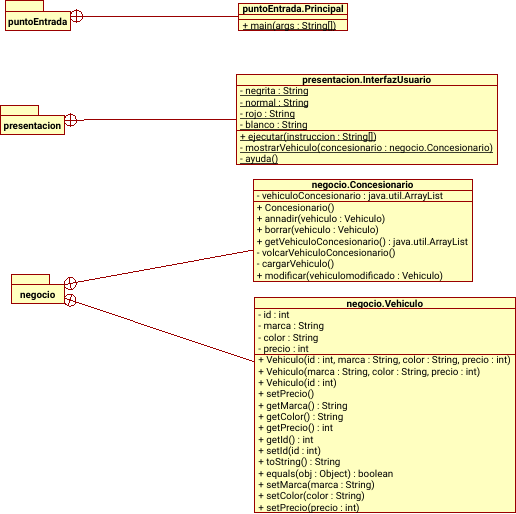 puntoEntrada
puntoEntrada.Principal
+ main(args : String[])
presentacion
presentacion.InterfazUsuario
- negrita : String
- normal : String
- rojo : String
- blanco : String
+ ejecutar(instruccion : String[])
- mostrarVehiculo(concesionario : negocio.Concesionario)
- ayuda()
negocio
negocio.Concesionario
- vehiculoConcesionario : java.util.ArrayList
+ Concesionario()
+ annadir(vehiculo : Vehiculo)
+ borrar(vehiculo : Vehiculo)
+ getVehiculoConcesionario() : java.util.ArrayList
- volcarVehiculoConcesionario()
- cargarVehiculo()
+ modificar(vehiculomodificado : Vehiculo)
negocio.Vehiculo
- id : int
- marca : String
- color : String
- precio : int
+ Vehiculo(id : int, marca : String, color : String, precio : int)
+ Vehiculo(marca : String, color : String, precio : int)
+ Vehiculo(id : int)
+ setPrecio()
+ getMarca() : String
+ getColor() : String
+ getPrecio() : int
+ getId() : int
+ setId(id : int)
+ toString() : String
+ equals(obj : Object) : boolean
+ setMarca(marca : String)
+ setColor(color : String)
+ setPrecio(precio : int)